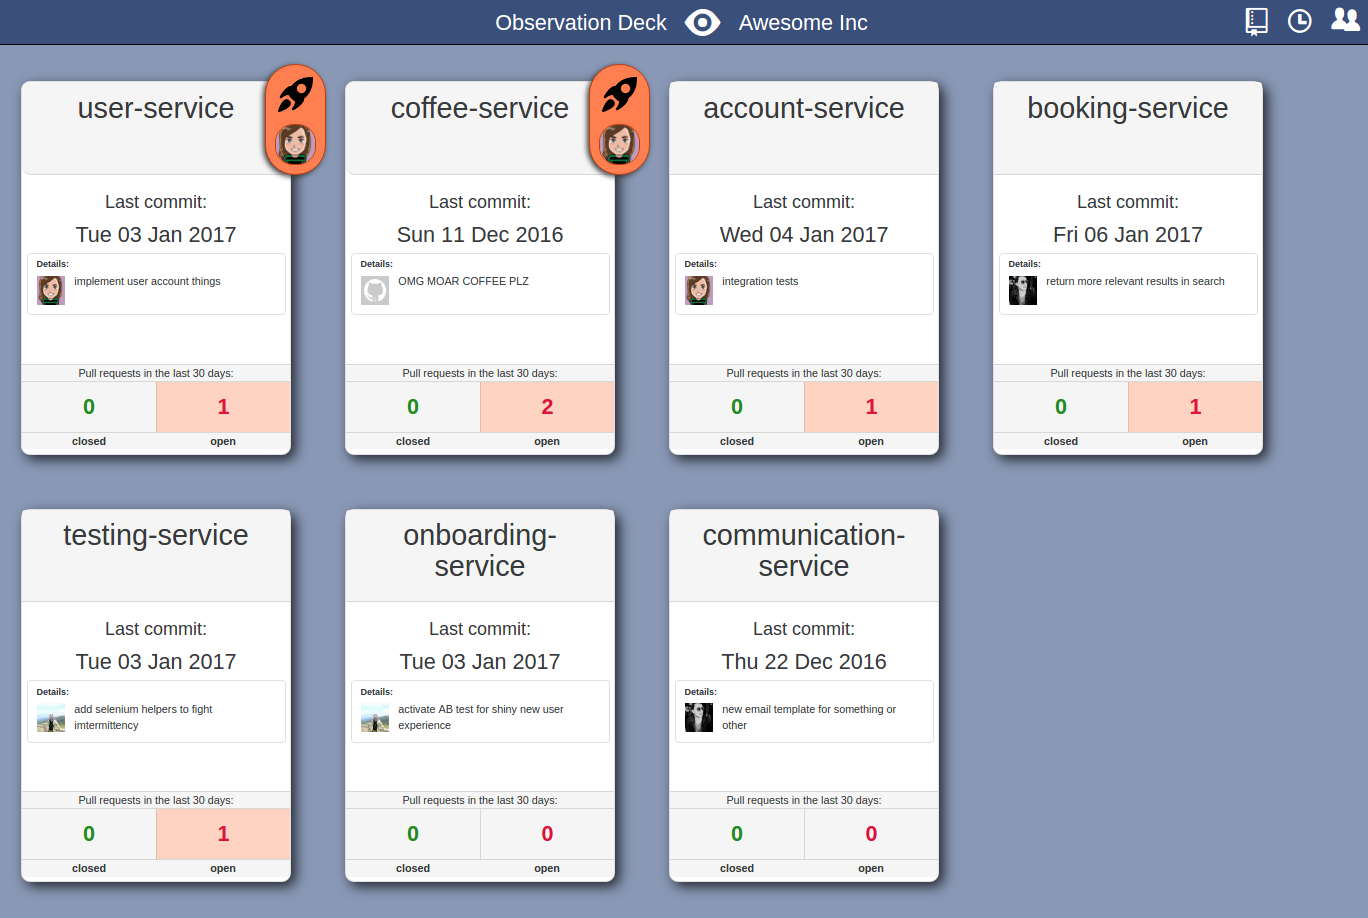 Observation Deck Awesome Inc
user-service
Last commit:
Tue 03 Jan 2017
Details:
implement user account things
Pull requests in the last 30 days:
0 1
closed open
coffee-service
Last commit:
Sun 11 Dec 2016
Details:
OMG MOAR COFFEE PLZ
Pull requests in the last 30 days:
0 2
closed open
account-service
Last commit:
Wed 04 Jan 2017
Details:
integration tests
Pull requests in the last 30 days:
0 1
closed open
booking-service
Last commit:
Fri 06 Jan 2017
Details:
return more relevant results in search
Pull requests in the last 30 days:
0 1
closed open
testing-service
Last commit:
Tue 03 Jan 2017
Details:
add selenium helpers to fight
imtermittency
Pull requests in the last 30 days:
0 1
closed open
onboarding-
service
Last commit:
Tue 03 Jan 2017
Details:
activate AB test for shiny new user
experience
Pull requests in the last 30 days:
0 0
closed open
communication-
service
Last commit:
Thu 22 Dec 2016
Details:
new email template for something or
other
Pull requests in the last 30 days:
0 0
closed open